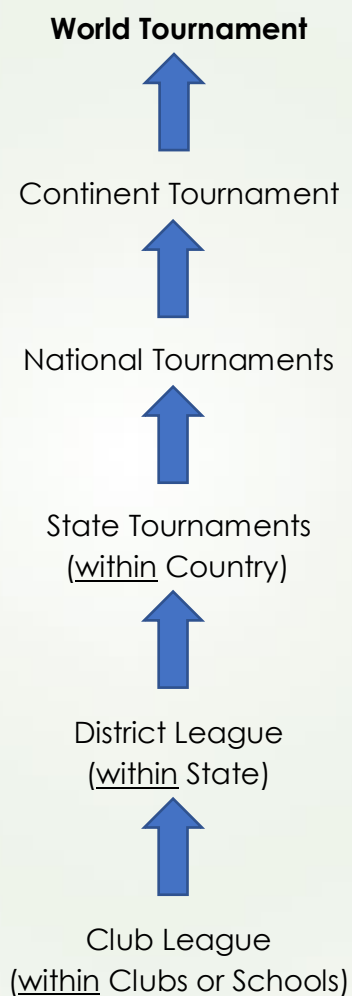 World Tournament
Continent Tournament
National Tournaments
State Tournaments
(within Country)
District League
(within State)
Club League
(within Clubs or Schools)